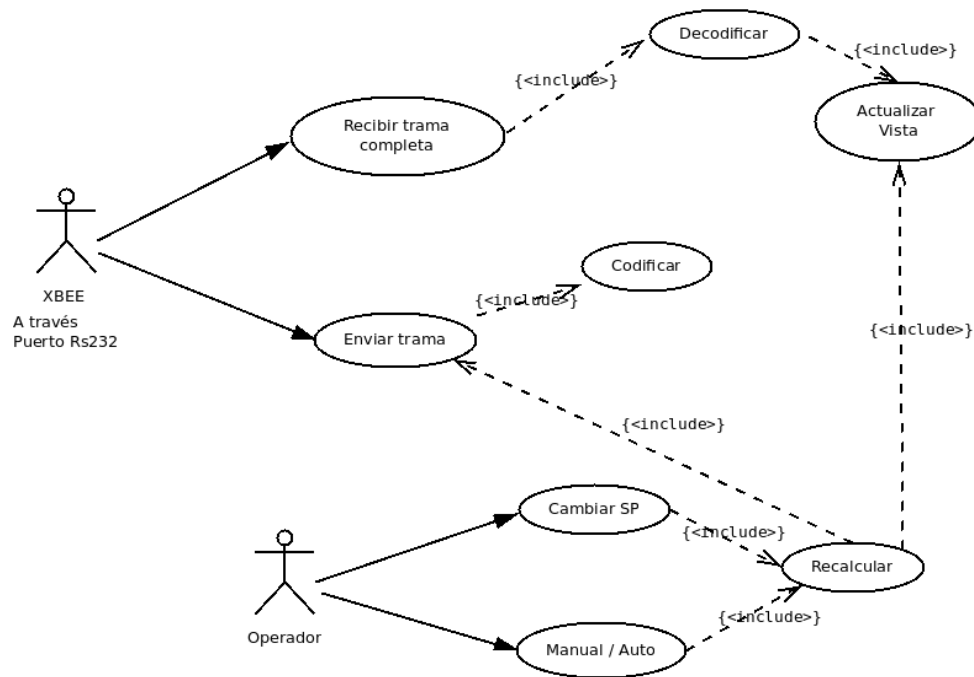 Decodificar
{<include>}
{<include>}
Actualizar
Vista
Recibir trama
completa
XBEE
A través
Puerto Rs232
Codificar
{<include>}
Enviar trama
{<include>}
{<include>}
Cambiar SP
{<include>}
Recalcular
Operador
{<include>}
Manual / Auto